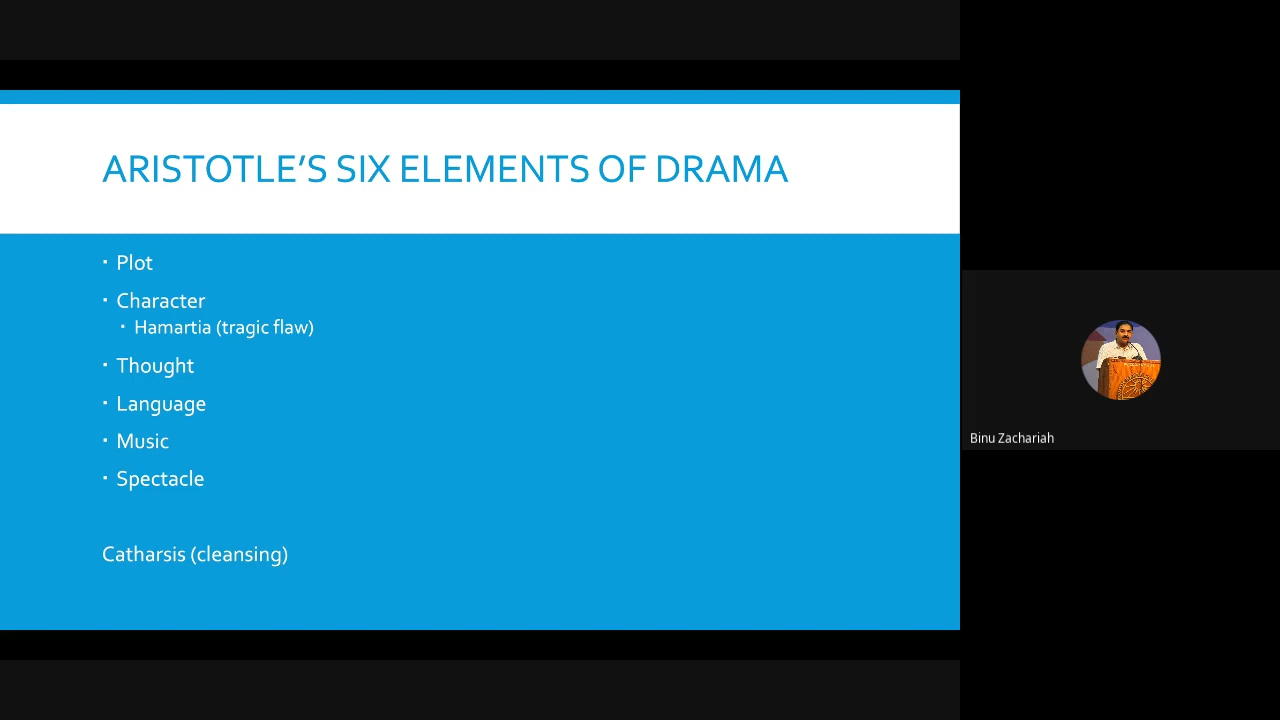 ARISTOTLE’S SIX ELEMENTS OF DRAMA
▪ Plot
▪ Character
▪ Hamartia (tragic flaw)
▪ Thought
▪ Language
▪ Music
▪ Spectacle
Catharsis (cleansing)
Binu Zachariah